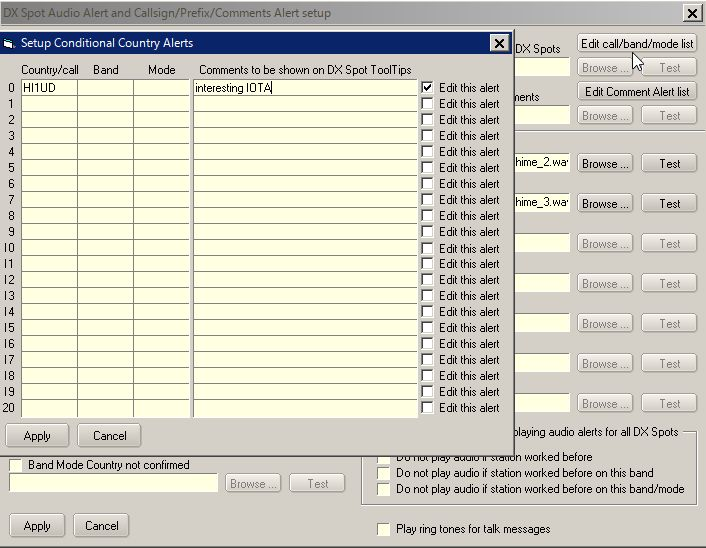 DX Spot Audio Alert and Callsign/Prefix/Comments Alert setup
Setup Conditional Country Alerts
DX Spots
Edit call/band/mode list
Browse ... Test
Edit Comment Alert list
Browse ... Test
Country/call Band Mode Comments to be shown on DX Spot ToolTips
0 HI1UD interesting IOTA Edit this alert
1 Edit this alert
2 Edit this alert
3 Edit this alert
4 Edit this alert
5 Edit this alert
6 Edit this alert
7 Edit this alert
8 Edit this alert
9 Edit this alert
10 Edit this alert
11 Edit this alert
12 Edit this alert
13 Edit this alert
14 Edit this alert
15 Edit this alert
16 Edit this alert
17 Edit this alert
18 Edit this alert
19 Edit this alert
20 Edit this alert
Apply Cancel
hime_2.wav Browse ... Test
hime_3.wav Browse ... Test
Browse ... Test
Browse ... Test
Browse ... Test
Browse ... Test
Browse ... Test
laying audio alerts for all DX Spots
Do not play audio if station worked before
Do not play audio if station worked before on this band
Do not play audio if station worked before on this band/mode
Band Mode Country not confirmed
Browse ... Test
Apply Cancel
Play ring tones for talk messages